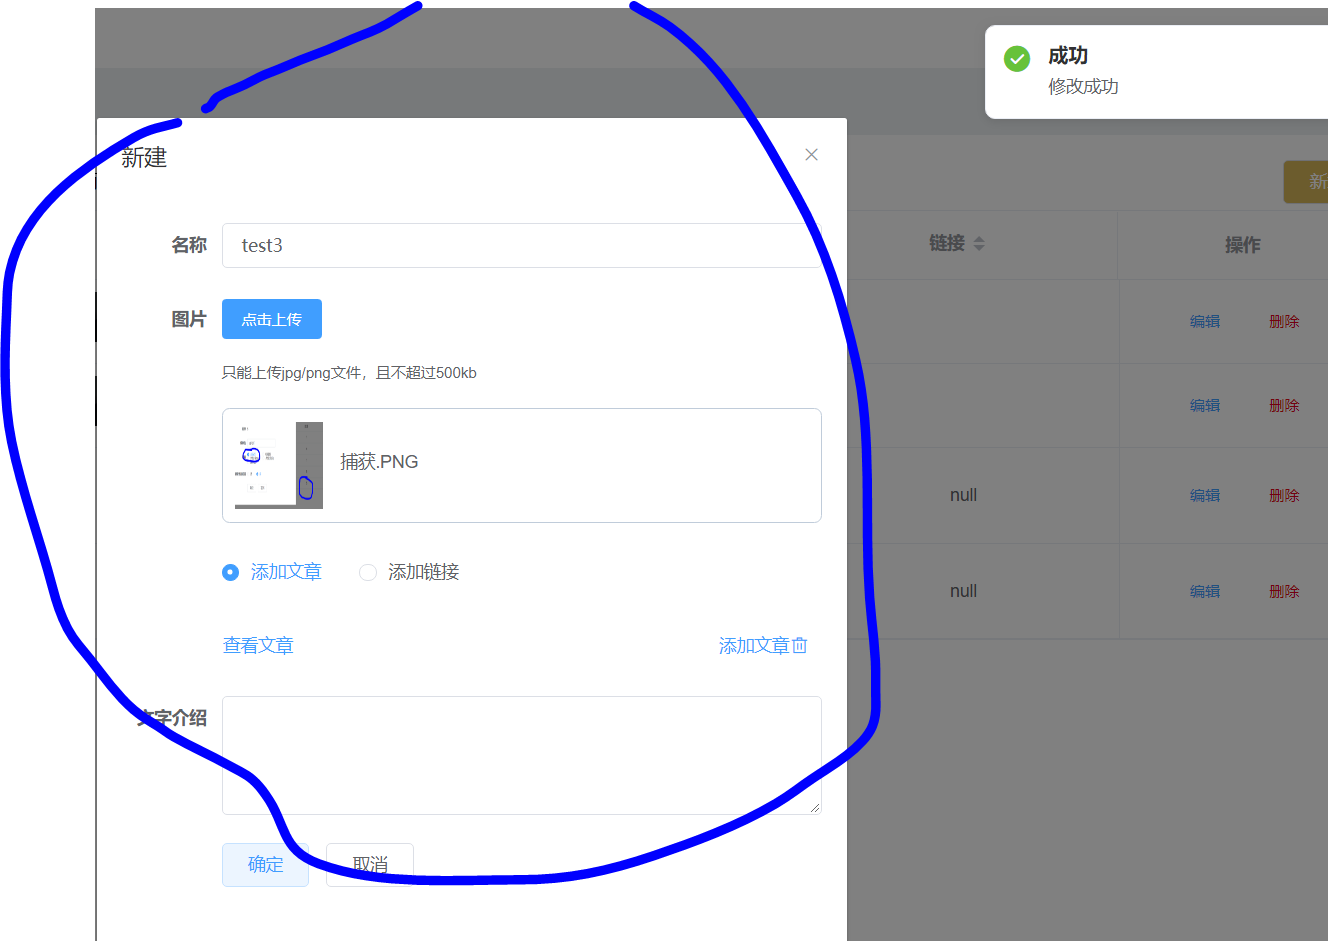 成功
修改成功
新建
新
名称
test3
链接
操作
图片
点击上传
编辑
删除
只能上传jpg/png文件，且不超过500kb
编辑
删除
捕获.PNG
null
编辑
删除
添加文章
添加链接
null
编辑
删除
查看文章
添加文章
文字介绍
确定
取消